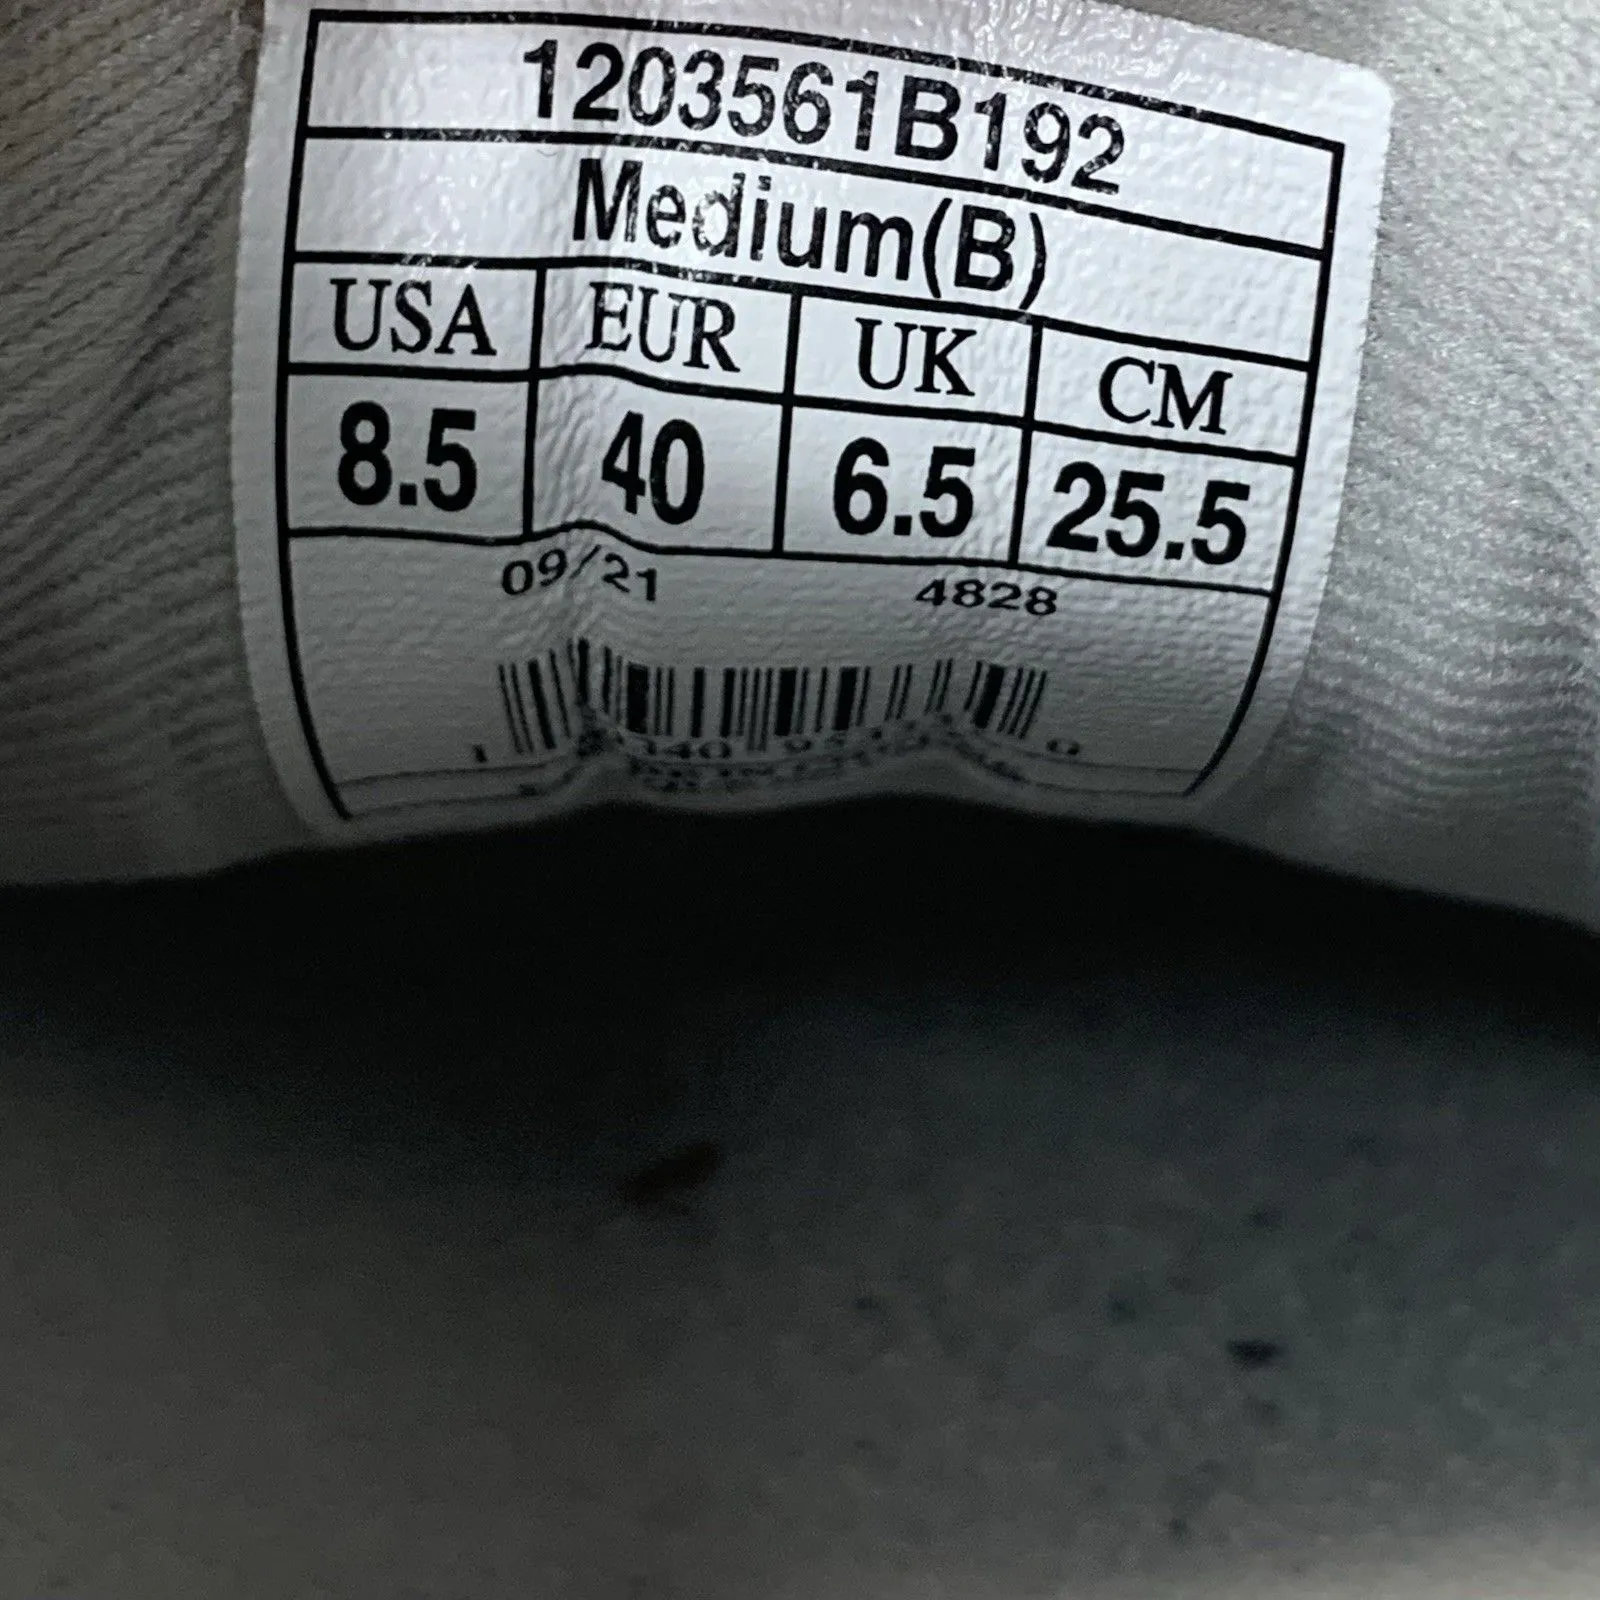 1203561B192
Medium(B)
USA EUR UK CM
8.5 40 6.5 25.5
09/21 4828